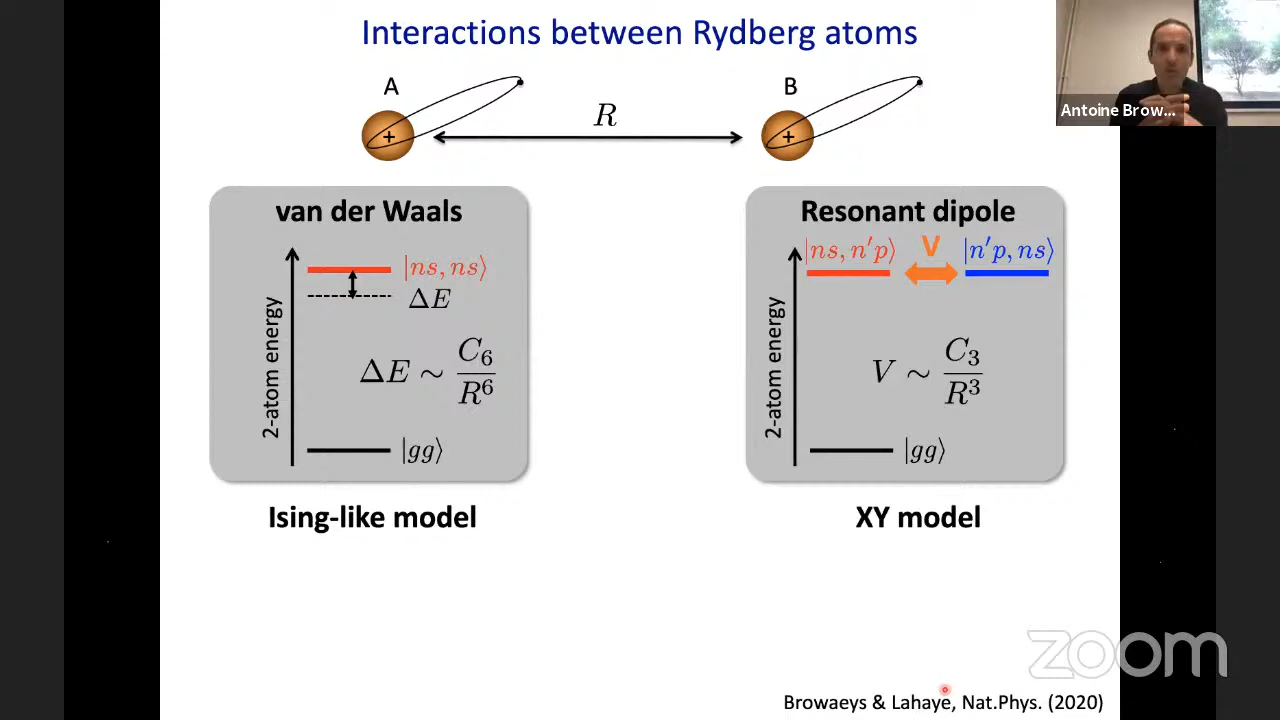 Interactions between Rydberg atoms
A
B
R
+
+
Antoine Brow...
van der Waals
|ns, ns⟩
ΔE
ΔE ∼ C₆/R⁶
|gg⟩
2-atom energy
Ising-like model
Resonant dipole
|ns, n′p⟩
V
|n′p, ns⟩
V ∼ C₃/R³
|gg⟩
2-atom energy
XY model
zoom
Browaeys & Lahaye, Nat.Phys. (2020)